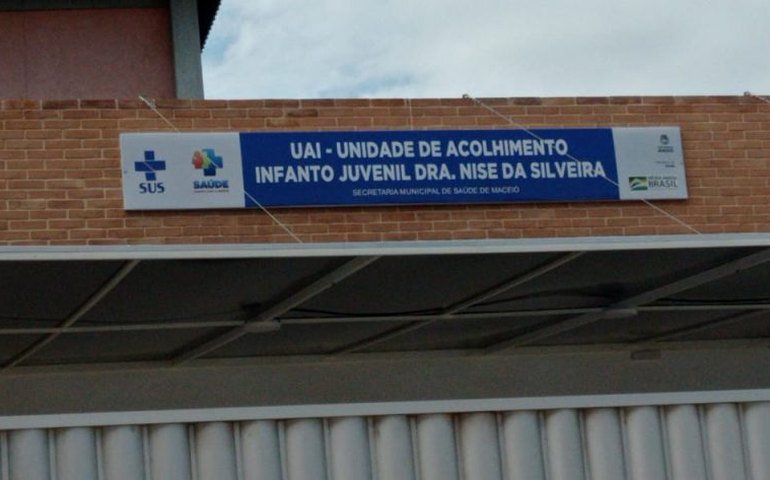 UAI - UNIDADE DE ACOLHIMENTO
INFANTO JUVENIL DRA. NISE DA SILVEIRA
SECRETARIA MUNICIPAL DE SAÚDE DE MACEIÓ
SUS
SAÚDE
BRASIL